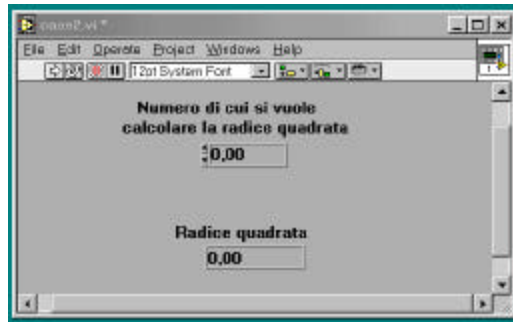 File Edit Operate Project Windows Help
12pt System Font
Numero di cui si vuole
calcolare la radice quadrata
0,00
Radice quadrata
0,00